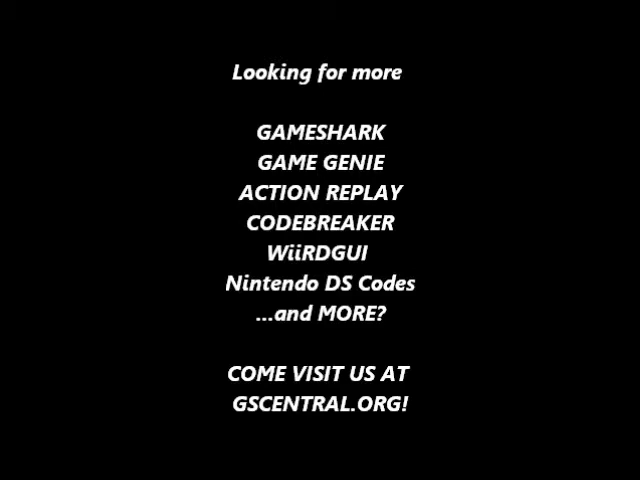 Looking for more
GAMESHARK
GAME GENIE
ACTION REPLAY
CODEBREAKER
WiiRDGUI
Nintendo DS Codes
...and MORE?
COME VISIT US AT
GSCENTRAL.ORG!